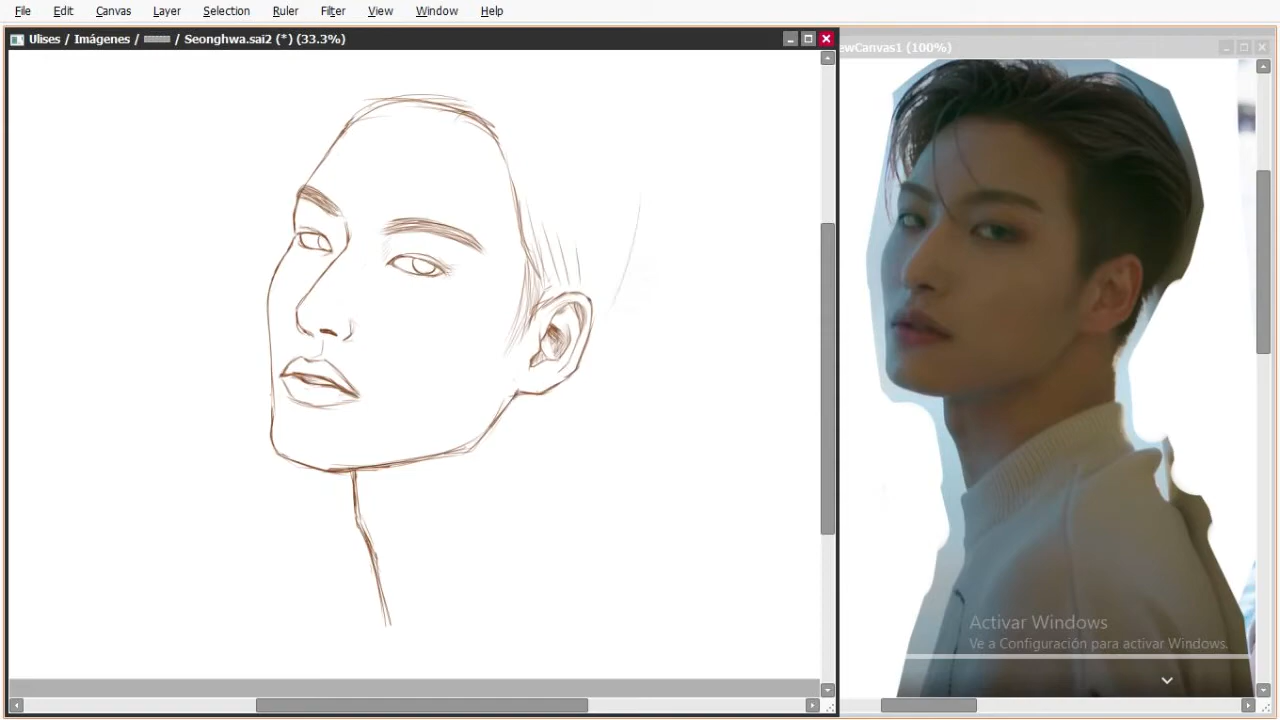 File Edit Canvas Layer Selection Ruler Filter View Window Help
Ulises / Imágenes / / Seonghwa.sai2 (*) (33.3%)
ewCanvas1 (100%)
Activar Windows
Ve a Configuración para activar Windows.